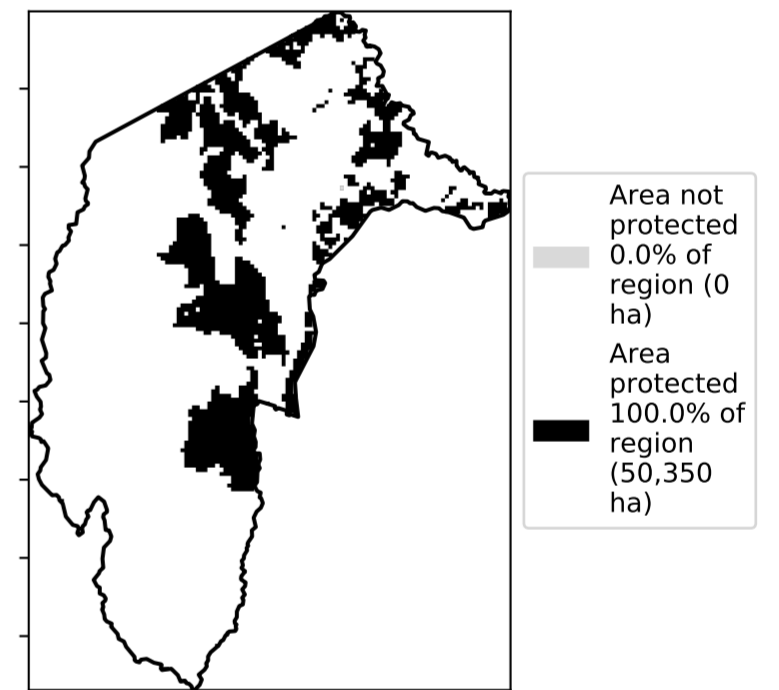 Area not
protected
0.0% of
region (0
ha)
Area
protected
100.0% of
region
(50,350
ha)